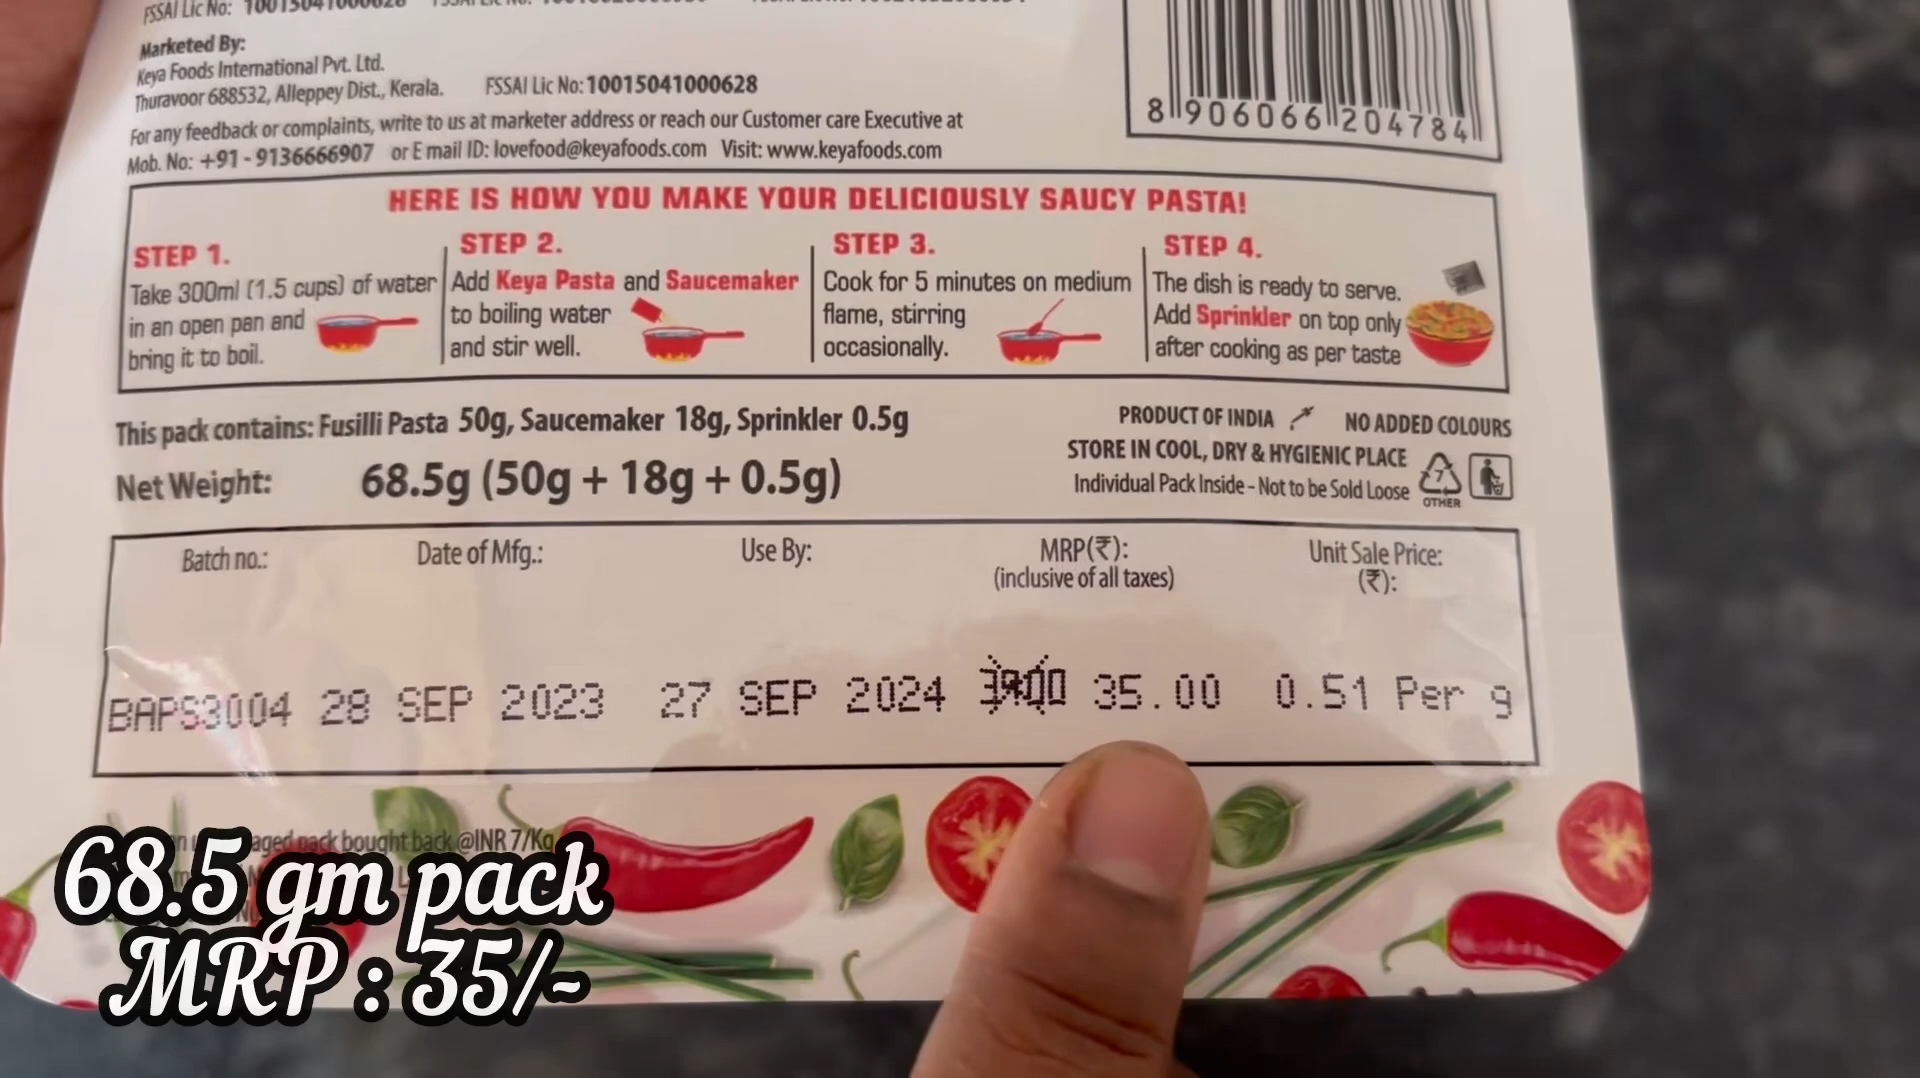 FSSAI Lic No: 10015041000628
Marketed By:
Keya Foods International Pvt. Ltd.
Thuravoor 688532, Alleppey Dist., Kerala. FSSAI Lic No: 10015041000628
For any feedback or complaints, write to us at marketer address or reach our Customer care Executive at
Mob. No: +91 - 9136666907 or E mail ID: lovefood@keyafoods.com Visit: www.keyafoods.com
8 906066 204784
HERE IS HOW YOU MAKE YOUR DELICIOUSLY SAUCY PASTA!
STEP 1.
Take 300ml (1.5 cups) of water
in an open pan and
bring it to boil.
STEP 2.
Add Keya Pasta and Saucemaker
to boiling water
and stir well.
STEP 3.
Cook for 5 minutes on medium
flame, stirring
occasionally.
STEP 4.
The dish is ready to serve.
Add Sprinkler on top only
after cooking as per taste
This pack contains: Fusilli Pasta 50g, Saucemaker 18g, Sprinkler 0.5g
Net Weight: 68.5g (50g + 18g + 0.5g)
PRODUCT OF INDIA NO ADDED COLOURS
STORE IN COOL, DRY & HYGIENIC PLACE
Individual Pack Inside - Not to be Sold Loose
7
OTHER
Batch no.: Date of Mfg.: Use By: MRP(₹): Unit Sale Price:
(inclusive of all taxes) (₹):
BAPS3004 28 SEP 2023 27 SEP 2024 35.00 0.51 Per g
pack bought back @INR 7/Kg
68.5 gm pack
MRP : 35/-